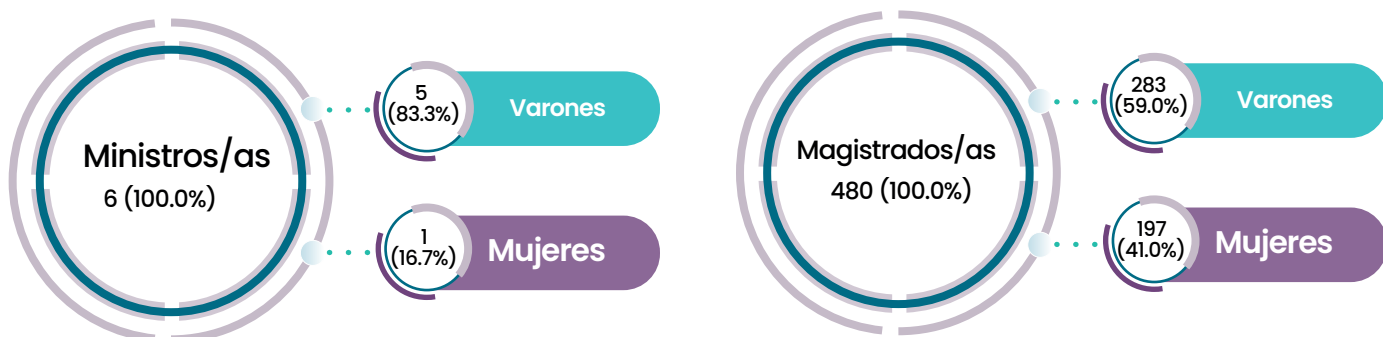 Ministros/as
6 (100.0%)
5
(83.3%)
Varones
1
(16.7%)
Mujeres
Magistrados/as
480 (100.0%)
283
(59.0%)
Varones
197
(41.0%)
Mujeres